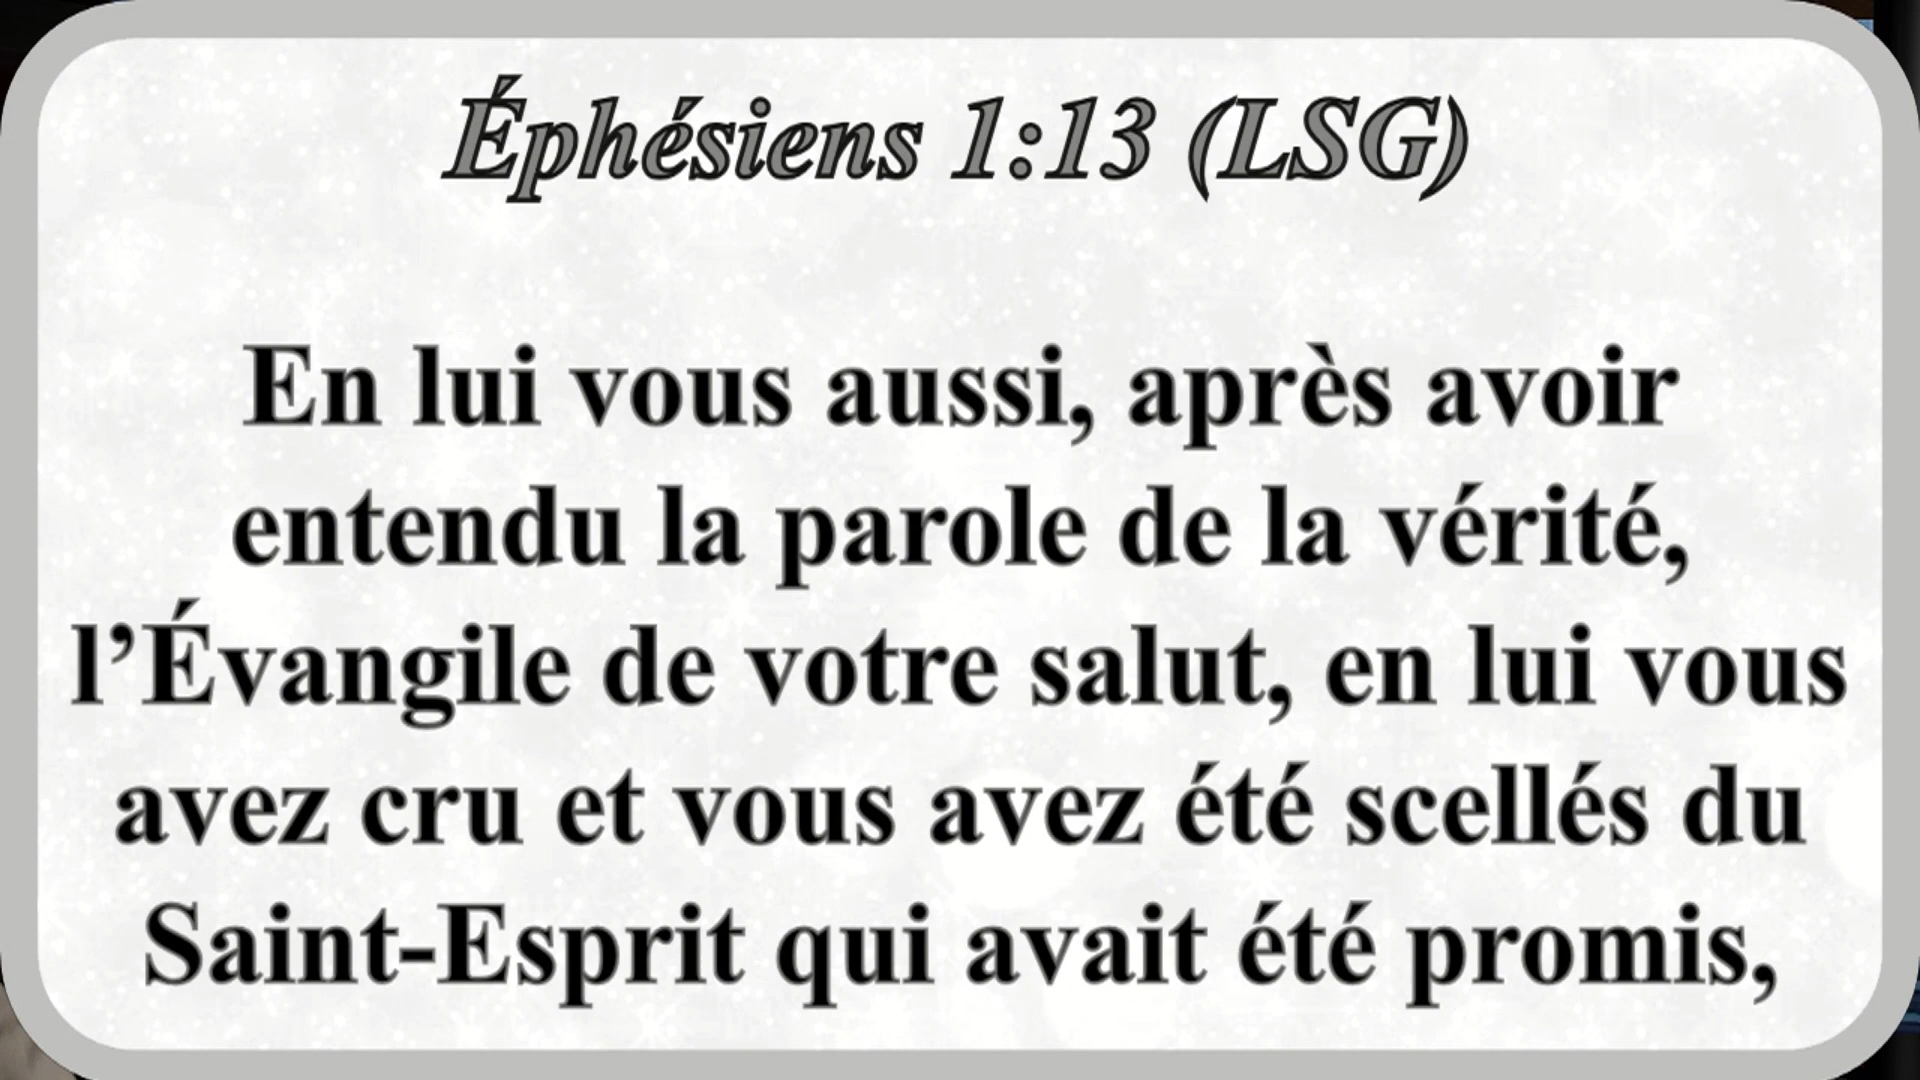 Éphésiens 1:13 (LSG)
En lui vous aussi, après avoir
entendu la parole de la vérité,
l’Évangile de votre salut, en lui vous
avez cru et vous avez été scellés du
Saint-Esprit qui avait été promis,